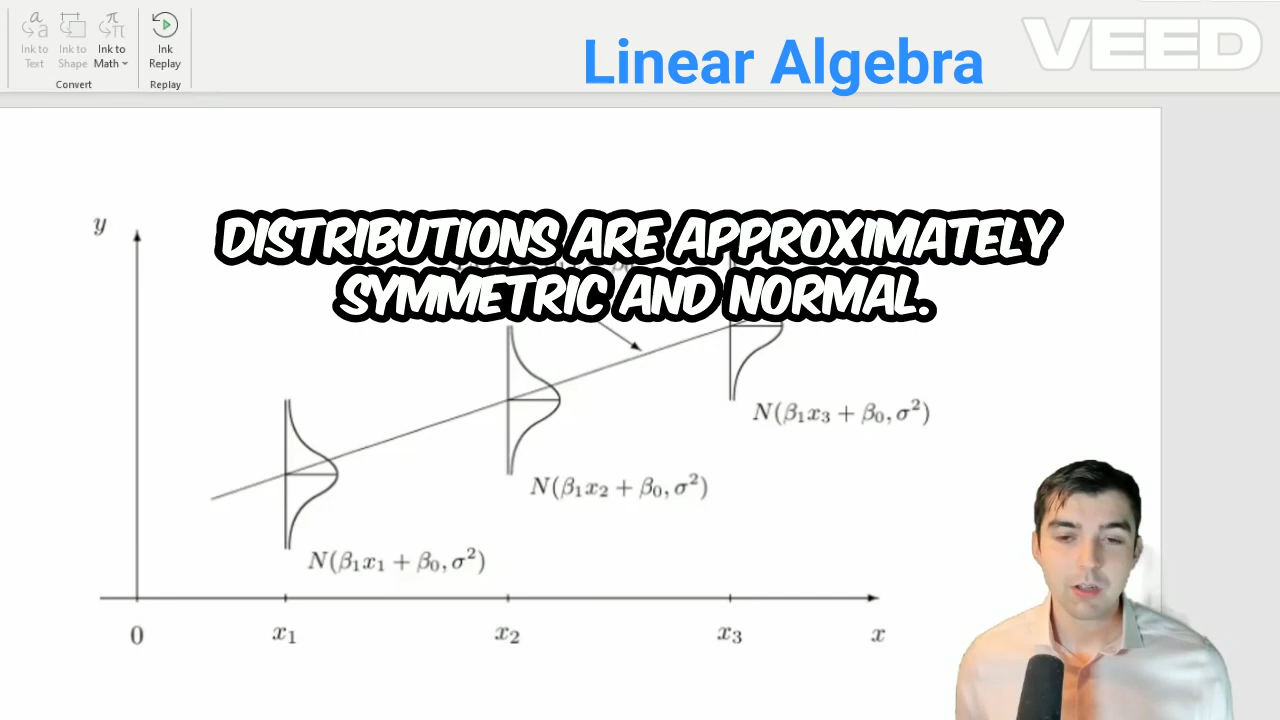 Ink to Text
Ink to Shape
Ink to Math
Ink Replay
Convert
Replay
Linear Algebra
VEED
y
DISTRIBUTIONS ARE APPROXIMATELY
SYMMETRIC AND NORMAL.
N(β₁x₃ + β₀, σ²)
N(β₁x₂ + β₀, σ²)
N(β₁x₁ + β₀, σ²)
0 x₁ x₂ x₃ x